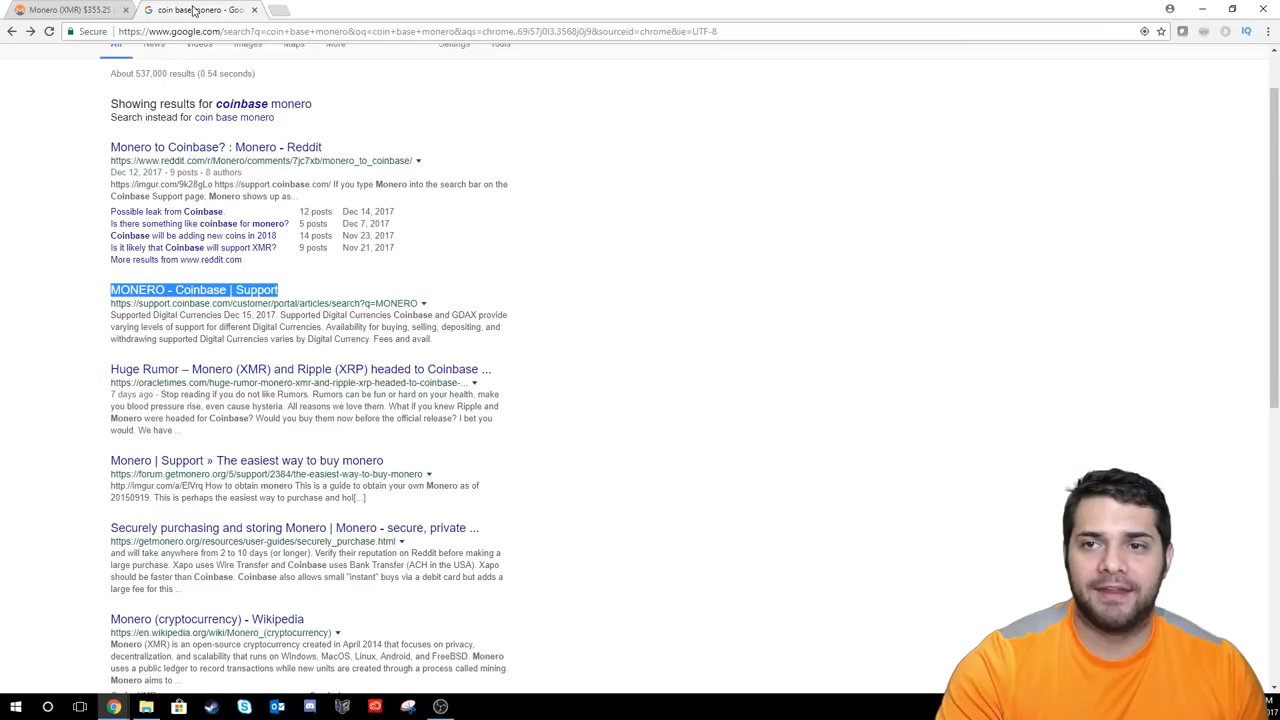 Monero (XMR) $355.25
coin base monero - Goo
Secure
https://www.google.com/search?q=coin+base+monero&oq=coin+base+monero&aqs=chrome..69i57j0l3.3568j0j9&sourceid=chrome&ie=UTF-8
All News Videos Images Maps More Settings Tools
About 537,000 results (0.54 seconds)
Showing results for coinbase monero
Search instead for coin base monero
Monero to Coinbase? : Monero - Reddit
https://www.reddit.com/r/Monero/comments/7jc7xb/monero_to_coinbase/
Dec 12, 2017 - 9 posts - 8 authors
https://imgur.com/9k28gLo https://support.coinbase.com/ If you type Monero into the search bar on the
Coinbase Support page, Monero shows up as...
Possible leak from Coinbase. 12 posts Dec 14, 2017
Is there something like coinbase for monero? 5 posts Dec 7, 2017
Coinbase will be adding new coins in 2018 14 posts Nov 23, 2017
Is it likely that Coinbase will support XMR? 9 posts Nov 21, 2017
More results from www.reddit.com
MONERO - Coinbase | Support
https://support.coinbase.com/customer/portal/articles/search?q=MONERO
Supported Digital Currencies Dec 15, 2017. Supported Digital Currencies Coinbase and GDAX provide
varying levels of support for different Digital Currencies. Availability for buying, selling, depositing, and
withdrawing supported Digital Currencies varies by Digital Currency. Fees and avail.
Huge Rumor – Monero (XMR) and Ripple (XRP) headed to Coinbase ...
https://oracletimes.com/huge-rumor-monero-xmr-and-ripple-xrp-headed-to-coinbase-...
7 days ago - Stop reading if you do not like Rumors. Rumors can be fun or hard on your health, make
you blood pressure rise, even cause hysteria. All reasons we love them. What if you knew Ripple and
Monero were headed for Coinbase? Would you buy them now before the official release? I bet you
would. We have ...
Monero | Support » The easiest way to buy monero
https://forum.getmonero.org/5/support/2384/the-easiest-way-to-buy-monero
http://imgur.com/a/ElVrq How to obtain monero This is a guide to obtain your own Monero as of
20150919. This is perhaps the easiest way to purchase and hol[...]
Securely purchasing and storing Monero | Monero - secure, private ...
https://getmonero.org/resources/user-guides/securely_purchase.html
and will take anywhere from 2 to 10 days (or longer). Verify their reputation on Reddit before making a
large purchase. Xapo uses Wire Transfer and Coinbase uses Bank Transfer (ACH in the USA). Xapo
should be faster than Coinbase. Coinbase also allows small "instant" buys via a debit card but adds a
large fee for this ...
Monero (cryptocurrency) - Wikipedia
https://en.wikipedia.org/wiki/Monero_(cryptocurrency)
Monero (XMR) is an open-source cryptocurrency created in April 2014 that focuses on privacy,
decentralization, and scalability that runs on Windows, MacOS, Linux, Android, and FreeBSD. Monero
uses a public ledger to record transactions while new units are created through a process called mining.
Monero aims to ...